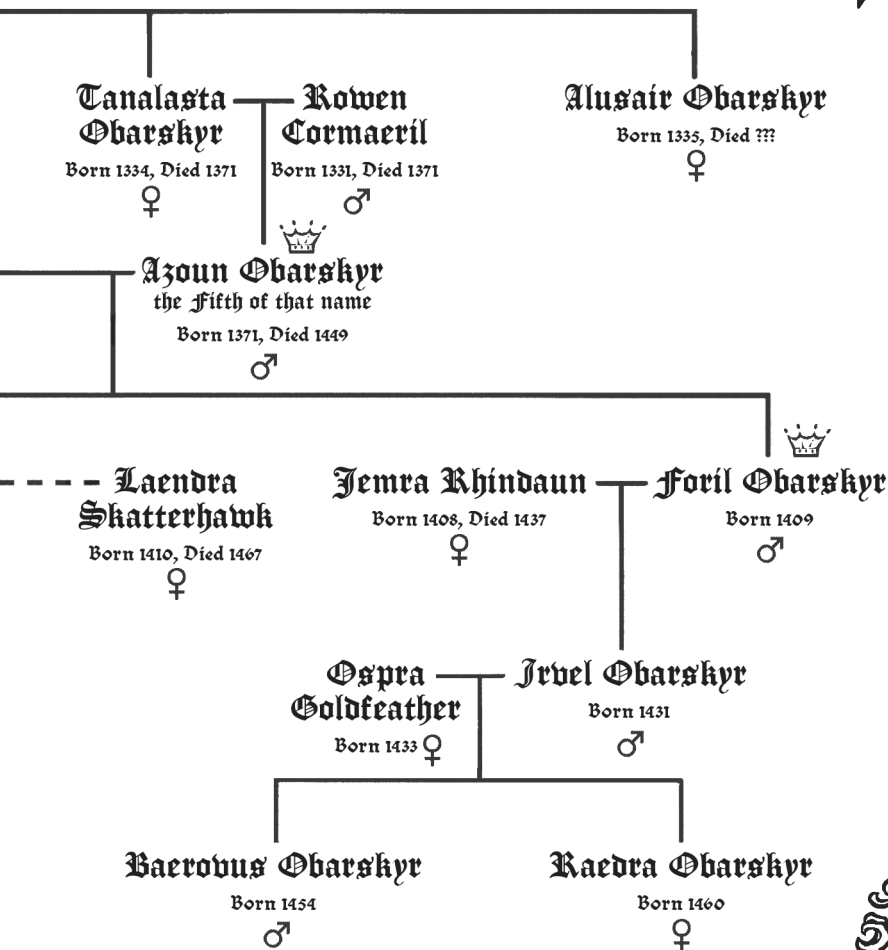 Tanalasta
Obarskyr
Born 1334, Died 1371
Rowen
Cormaeril
Born 1331, Died 1371
Alusair Obarskyr
Born 1335, Died ???
Azoun Obarskyr
the Fifth of that name
Born 1371, Died 1449
Laendra
Skatterhawk
Born 1410, Died 1467
Jemra Rhindaun
Born 1408, Died 1437
Foril Obarskyr
Born 1409
Ospra
Goldfeather
Born 1433
Irvel Obarskyr
Born 1431
Baerovus Obarskyr
Born 1454
Raedra Obarskyr
Born 1460